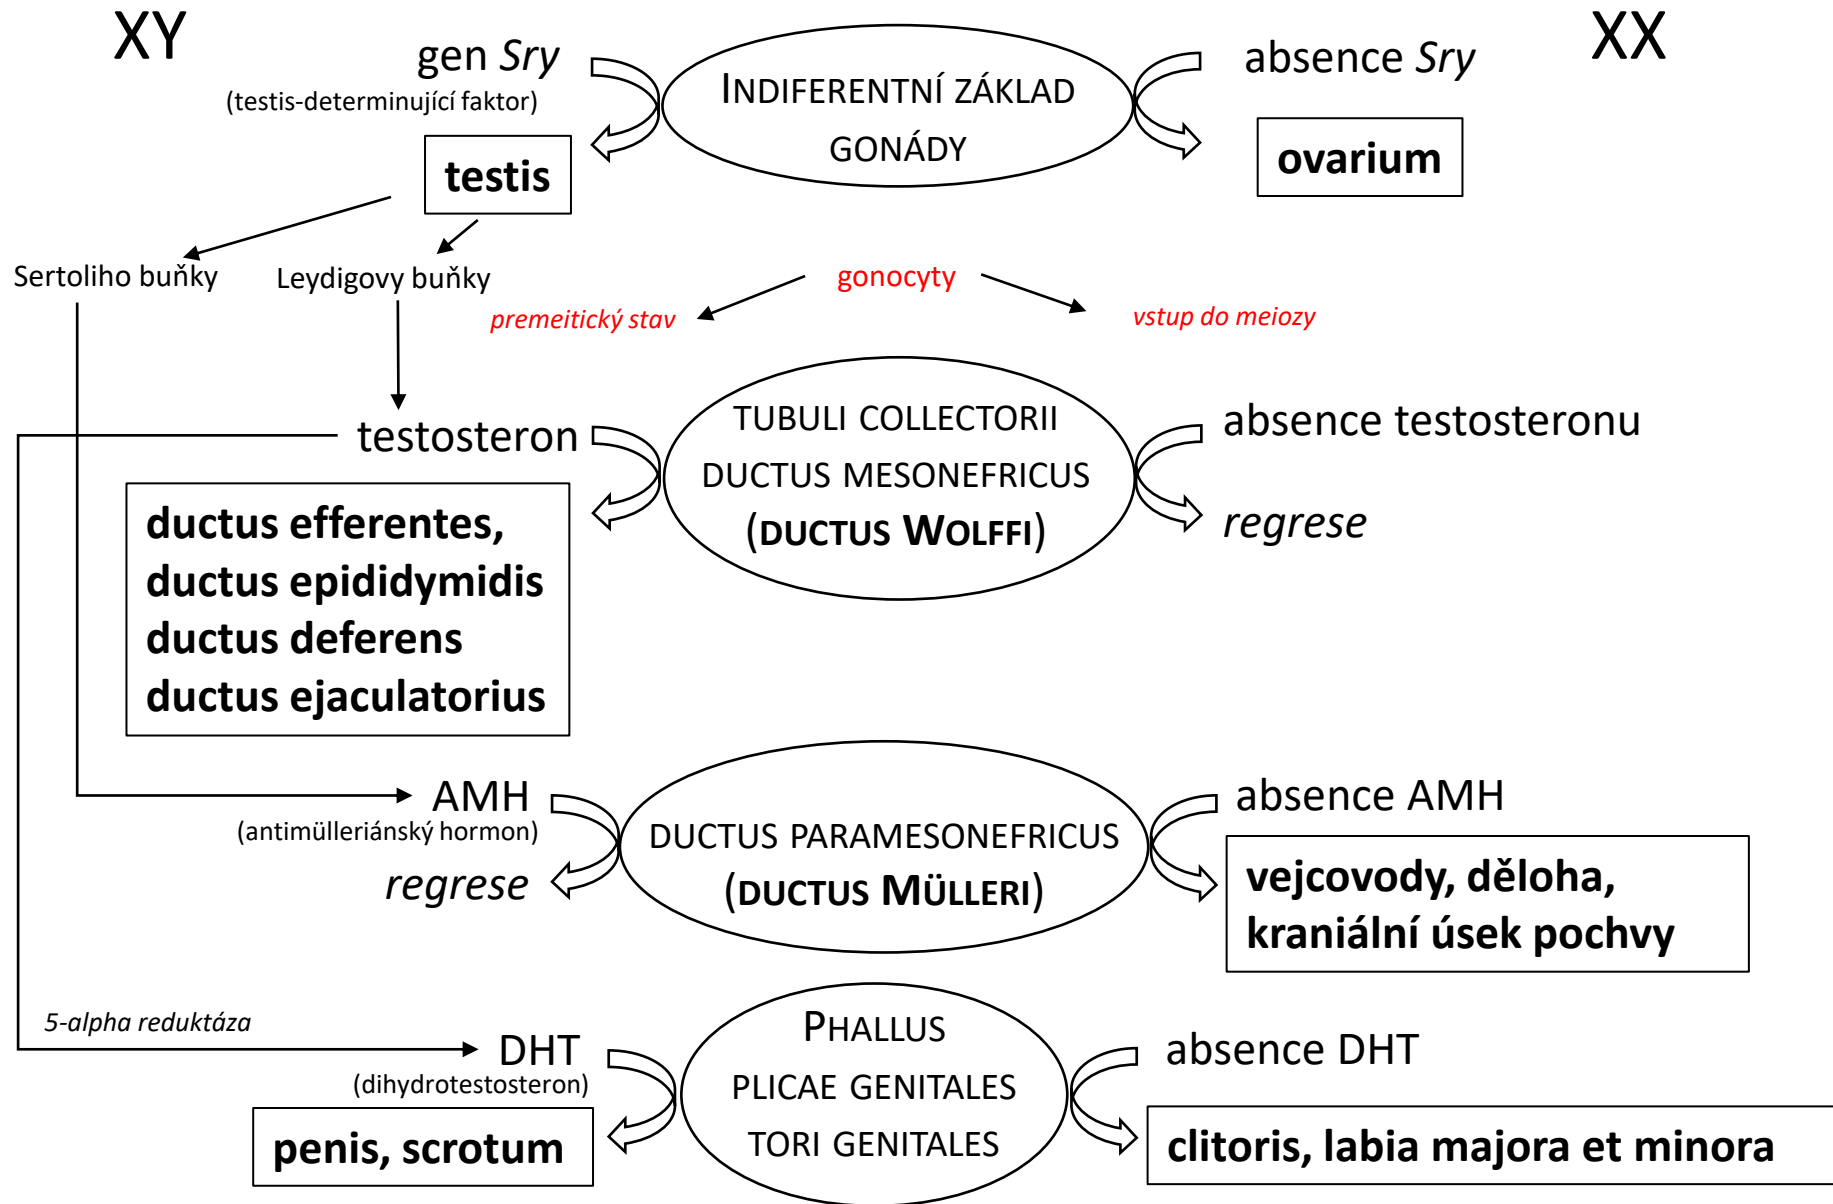 XY
XX
gen Sry
(testis-determinující faktor)
INDIFERENTNÍ ZÁKLAD
GONÁDY
absence Sry
testis
ovarium
Sertoliho buňky
Leydigovy buňky
gonocyty
premeitický stav
vstup do meiozy
testosteron
TUBULI COLLECTORII
DUCTUS MESONEFRICUS
(DUCTUS WOLFFI)
absence testosteronu
regrese
ductus efferentes,
ductus epididymidis
ductus deferens
ductus ejaculatorius
AMH
(antimülleriánský hormon)
regrese
DUCTUS PARAMESONEFRICUS
(DUCTUS MÜLLERI)
absence AMH
vejcovody, děloha,
kraniální úsek pochvy
5-alpha reduktáza
DHT
(dihydrotestosteron)
PHALLUS
PLICAE GENITALES
TORI GENITALES
absence DHT
penis, scrotum
clitoris, labia majora et minora